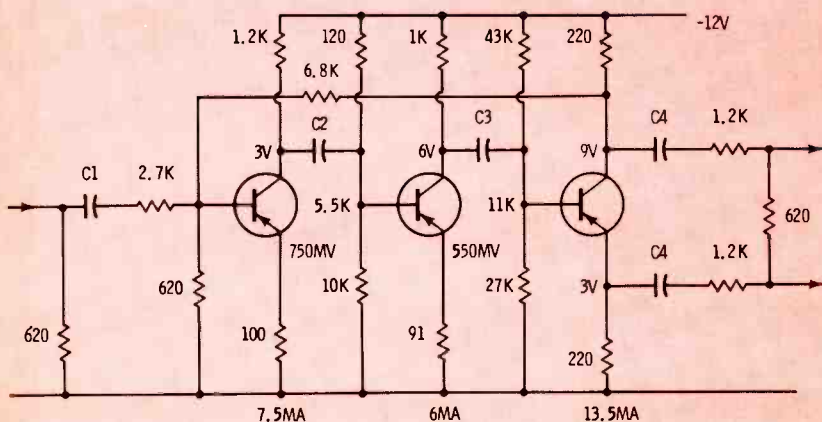 1.2K
120
1K
43K
220
-12V
6.8K
C2
C3
C4
1.2K
3V
6V
9V
C1
2.7K
5.5K
11K
620
750MV
550MV
C4
1.2K
3V
620
10K
27K
620
100
91
220
7.5MA
6MA
13.5MA